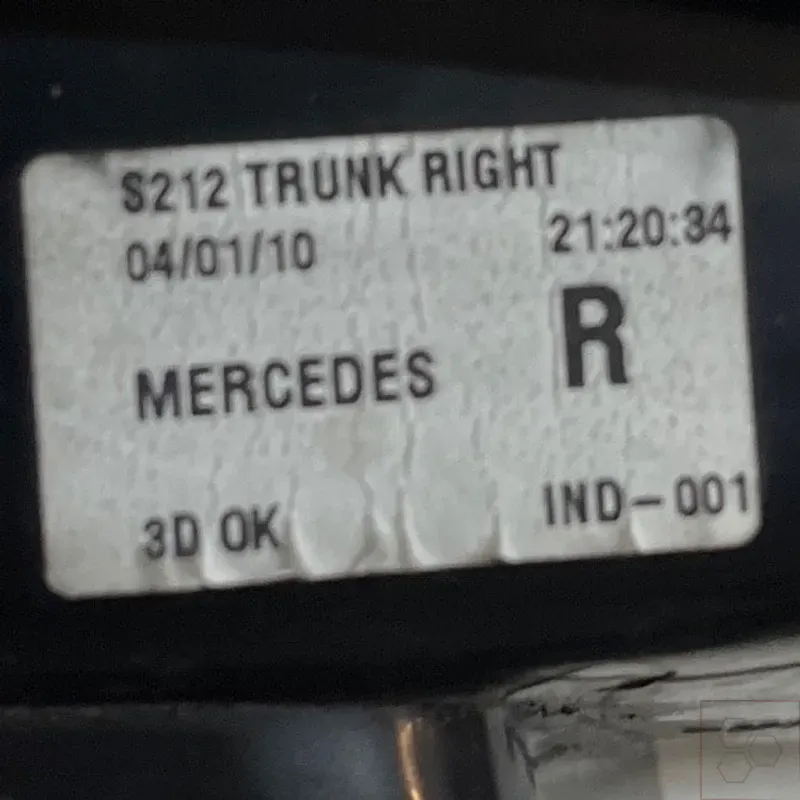 S212 TRUNK RIGHT
04/01/10 21:20:34
R
MERCEDES
3D OK IND-001